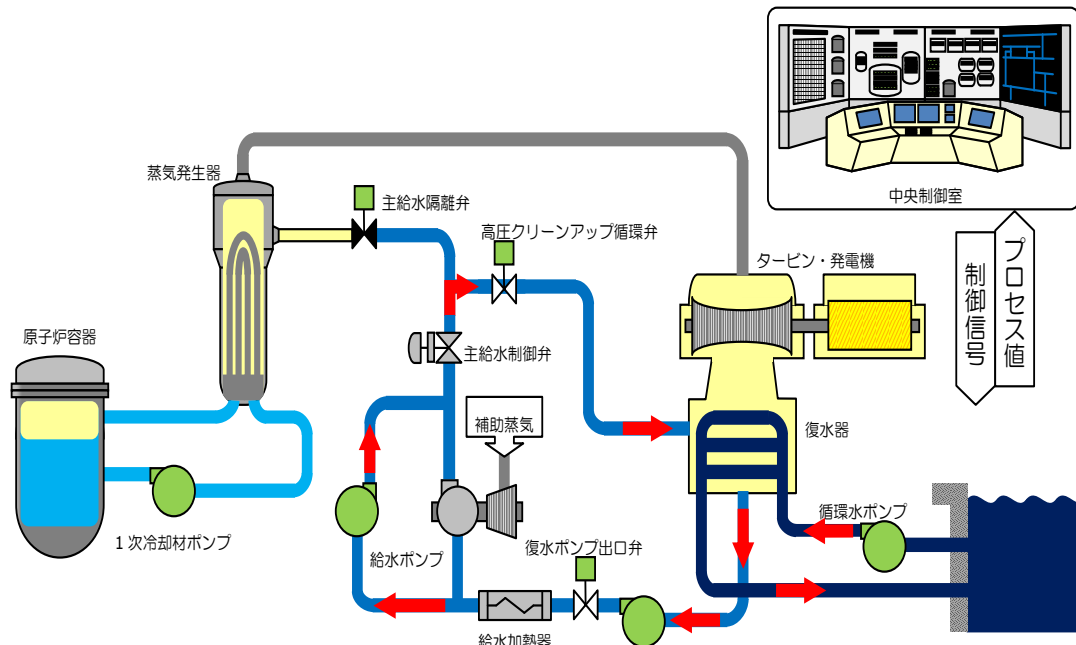 蒸気発生器
主給水隔離弁
高圧クリーンアップ循環弁
中央制御室
タービン・発電機
制御信号
プロセス値
原子炉容器
主給水制御弁
補助蒸気
復水器
循環水ポンプ
1次冷却材ポンプ
給水ポンプ
復水ポンプ出口弁
給水加熱器